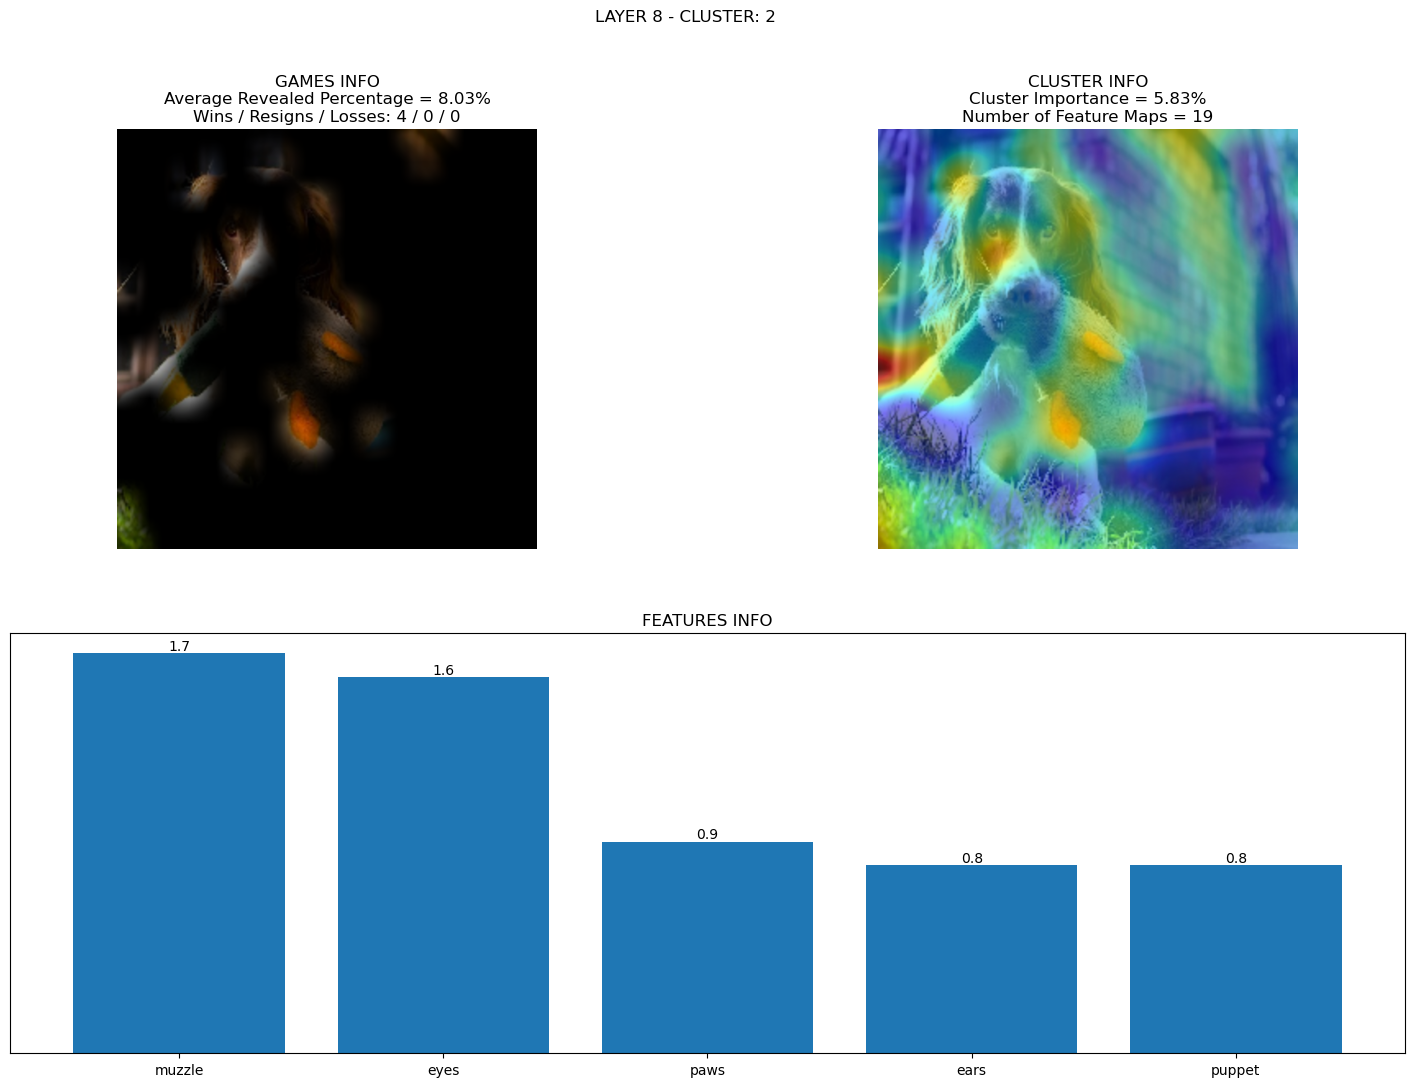 LAYER 8 - CLUSTER: 2
GAMES INFO
Average Revealed Percentage = 8.03%
Wins / Resigns / Losses: 4 / 0 / 0
CLUSTER INFO
Cluster Importance = 5.83%
Number of Feature Maps = 19
FEATURES INFO
1.7
1.6
0.9
0.8
0.8
muzzle
eyes
paws
ears
puppet